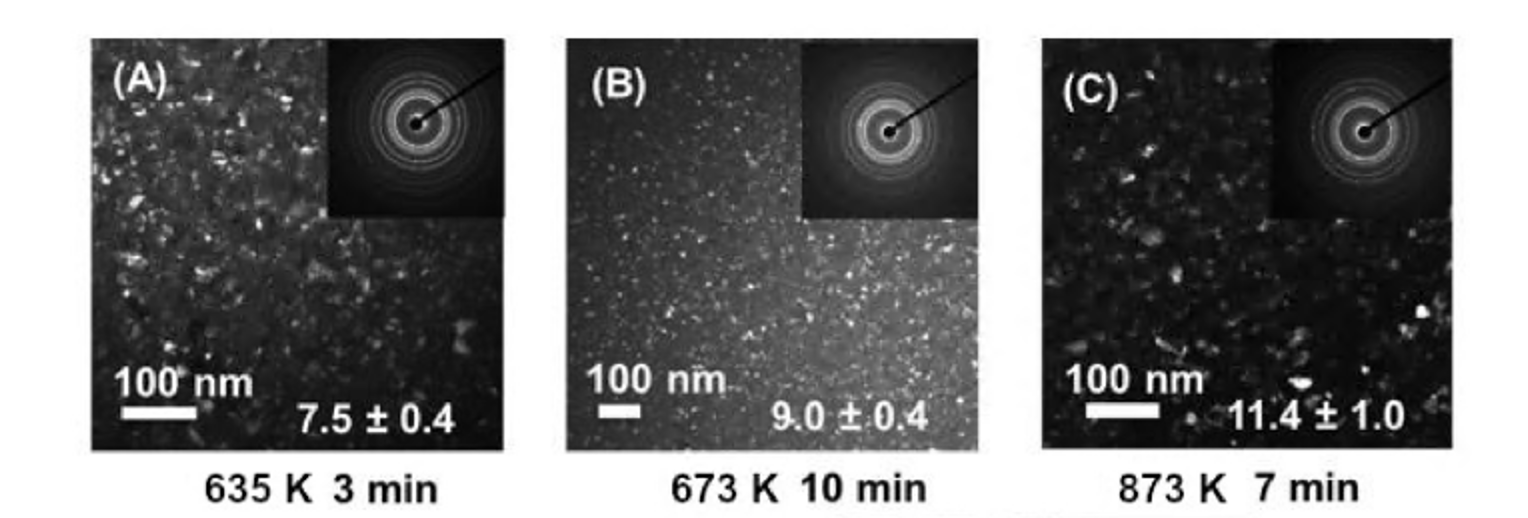 (A)
100 nm
7.5 ± 0.4
635 K 3 min
(B)
100 nm
9.0 ± 0.4
673 K 10 min
(C)
100 nm
11.4 ± 1.0
873 K 7 min